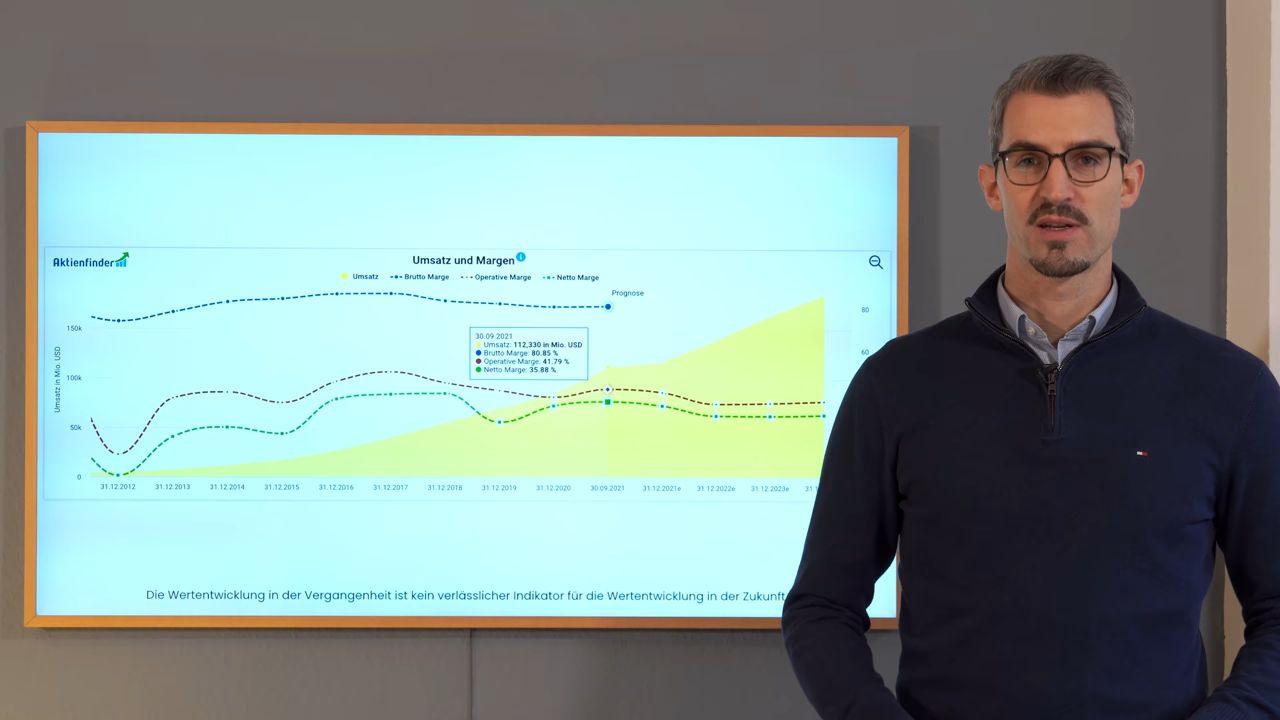 Aktienfinder
Umsatz und Margen
Umsatz Brutto Marge Operative Marge Netto Marge
Prognose
150k
100k
50k
0
Umsatz in Mio. USD
80
60
30.09.2021
Umsatz: 112,330 in Mio. USD
Brutto Marge: 80.85 %
Operative Marge: 41.79 %
Netto Marge: 35.88 %
31.12.2012 31.12.2013 31.12.2014 31.12.2015 31.12.2016 31.12.2017 31.12.2018 31.12.2019 31.12.2020 30.09.2021 31.12.2021e 31.12.2022e 31.12.2023e
Die Wertentwicklung in der Vergangenheit ist kein verlässlicher Indikator für die Wertentwicklung in der Zukunft